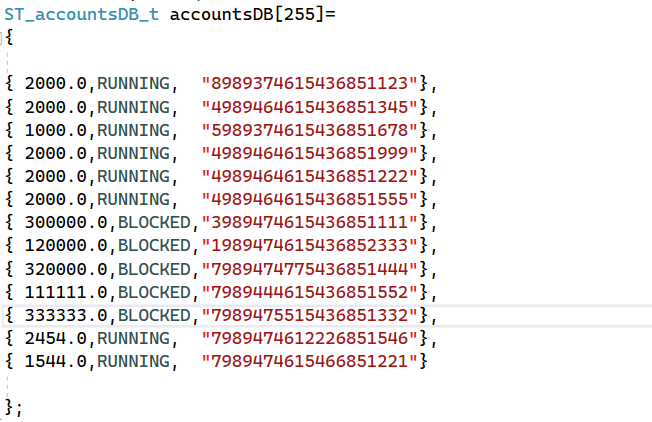 ST_accountsDB_t accountsDB[255]=
{
{ 2000.0,RUNNING,  "8989374615436851123"},
{ 2000.0,RUNNING,  "4989464615436851345"},
{ 1000.0,RUNNING,  "5989374615436851678"},
{ 2000.0,RUNNING,  "4989464615436851999"},
{ 2000.0,RUNNING,  "4989464615436851222"},
{ 2000.0,RUNNING,  "4989464615436851555"},
{ 300000.0,BLOCKED,"3989474615436851111"},
{ 120000.0,BLOCKED,"1989474615436852333"},
{ 320000.0,BLOCKED,"7989474775436851444"},
{ 111111.0,BLOCKED,"7989444615436851552"},
{ 333333.0,BLOCKED,"7989475515436851332"},
{ 2454.0,RUNNING,  "7989474612226851546"},
{ 1544.0,RUNNING,  "7989474615466851221"}
};